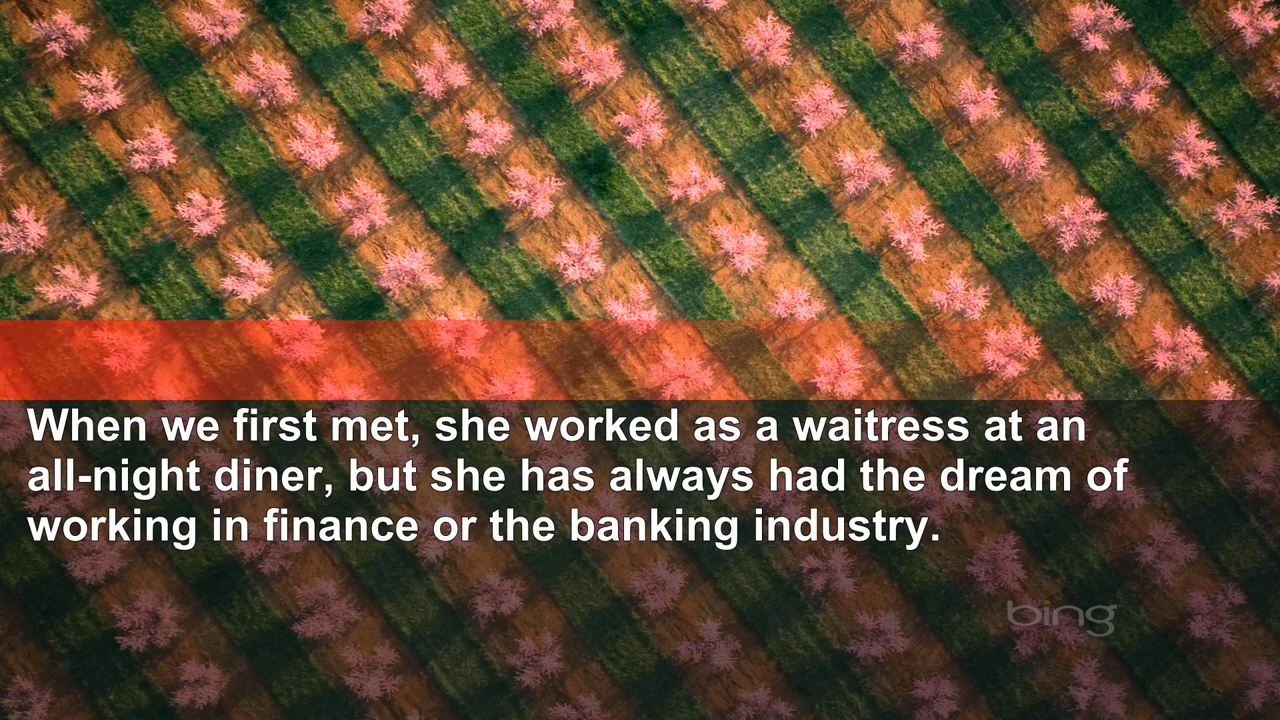 When we first met, she worked as a waitress at an
all-night diner, but she has always had the dream of
working in finance or the banking industry.
bing